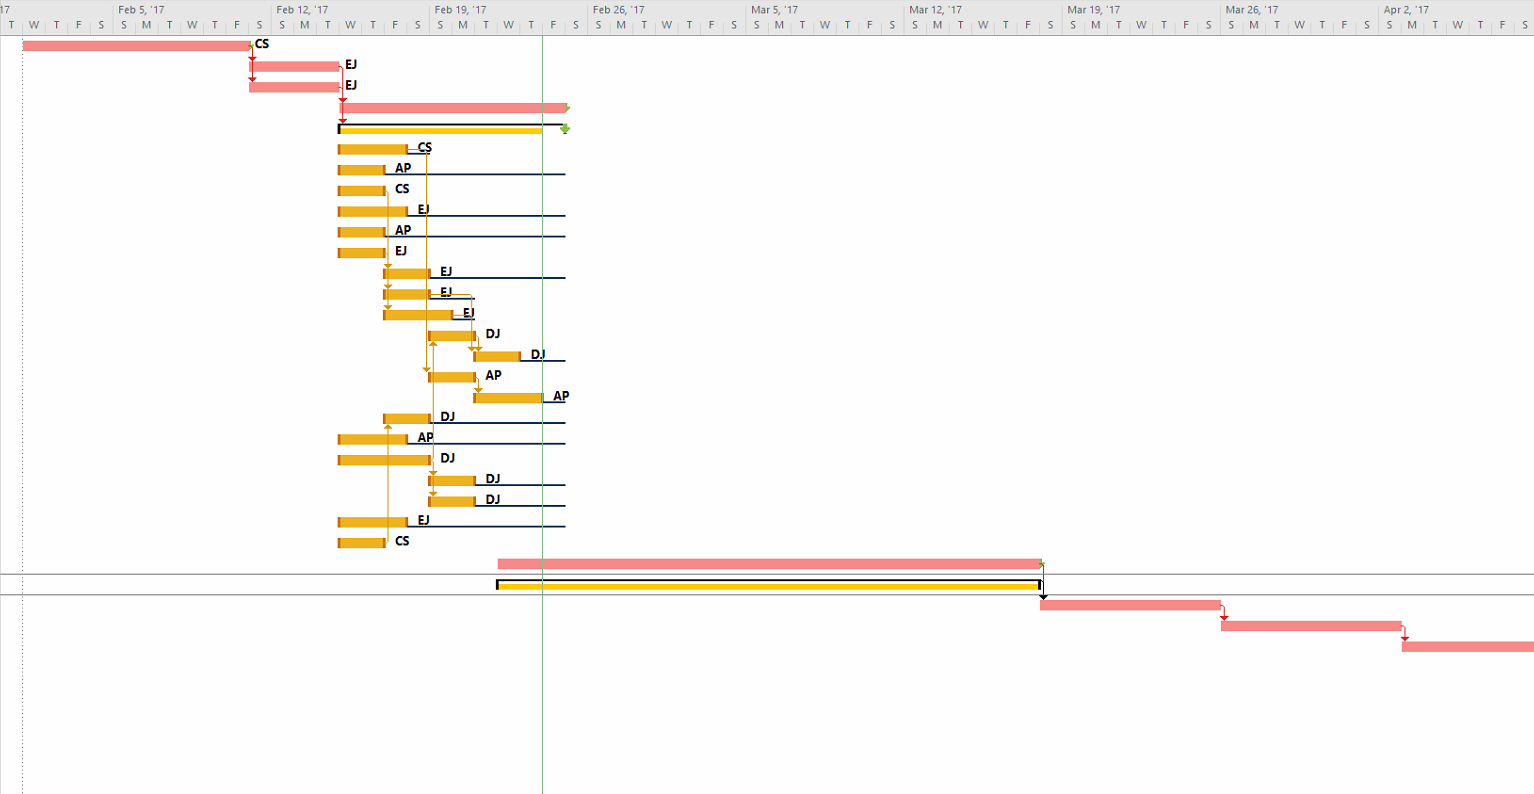 17 Feb 5, '17 Feb 12, '17 Feb 19, '17 Feb 26, '17 Mar 5, '17 Mar 12, '17 Mar 19, '17 Mar 26, '17 Apr 2, '17
T W T F S S M T W T F S S M T W T F S S M T W T F S S M T W T F S S M T W T F S S M T W T F S S M T W T F S S M T W T F S S M T W T F S
CS
EJ
EJ
CS
AP
CS
EJ
AP
EJ
EJ
EJ
EJ
DJ
DJ
AP
AP
DJ
AP
DJ
DJ
DJ
EJ
CS